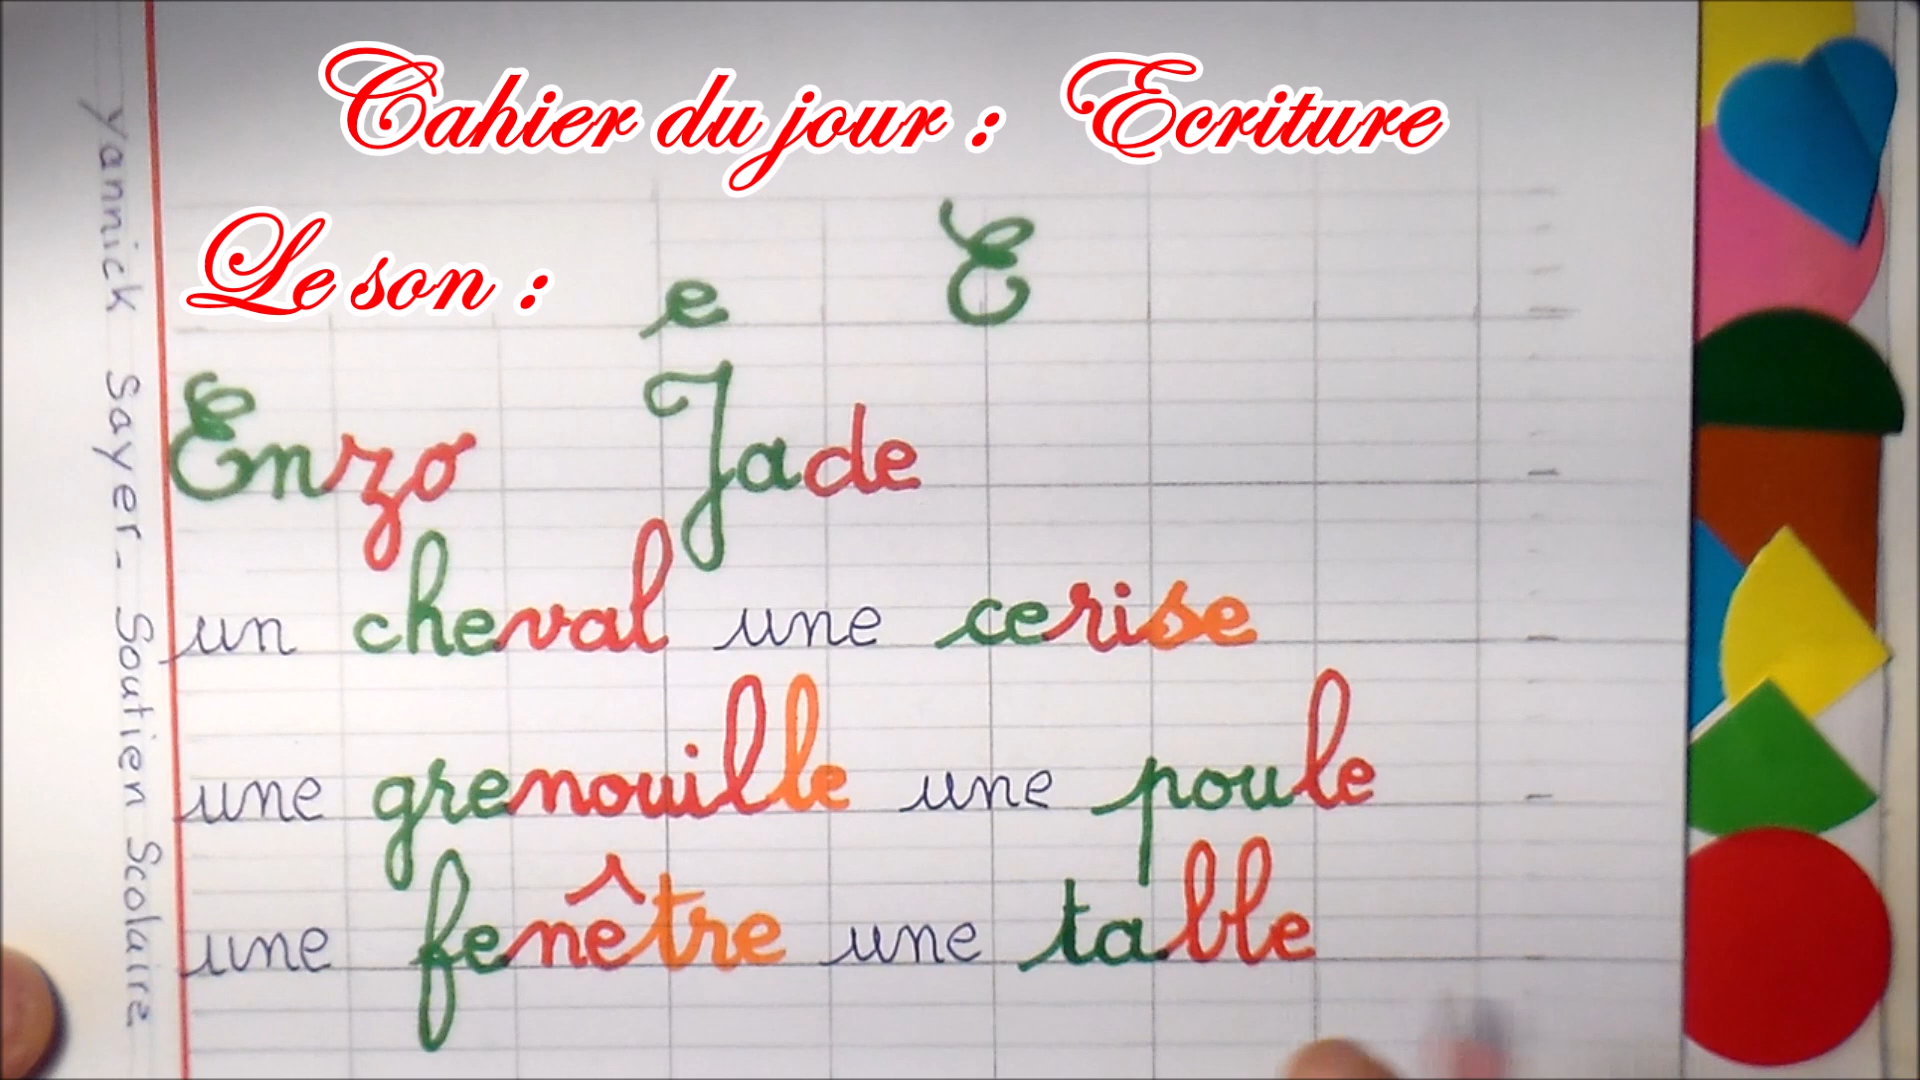 Cahier du jour : Ecriture
Le son : e E
Enzo Jade
un cheval une cerise
une grenouille une poule
une fenêtre une table
Yannick Sayer - Soutien Scolaire